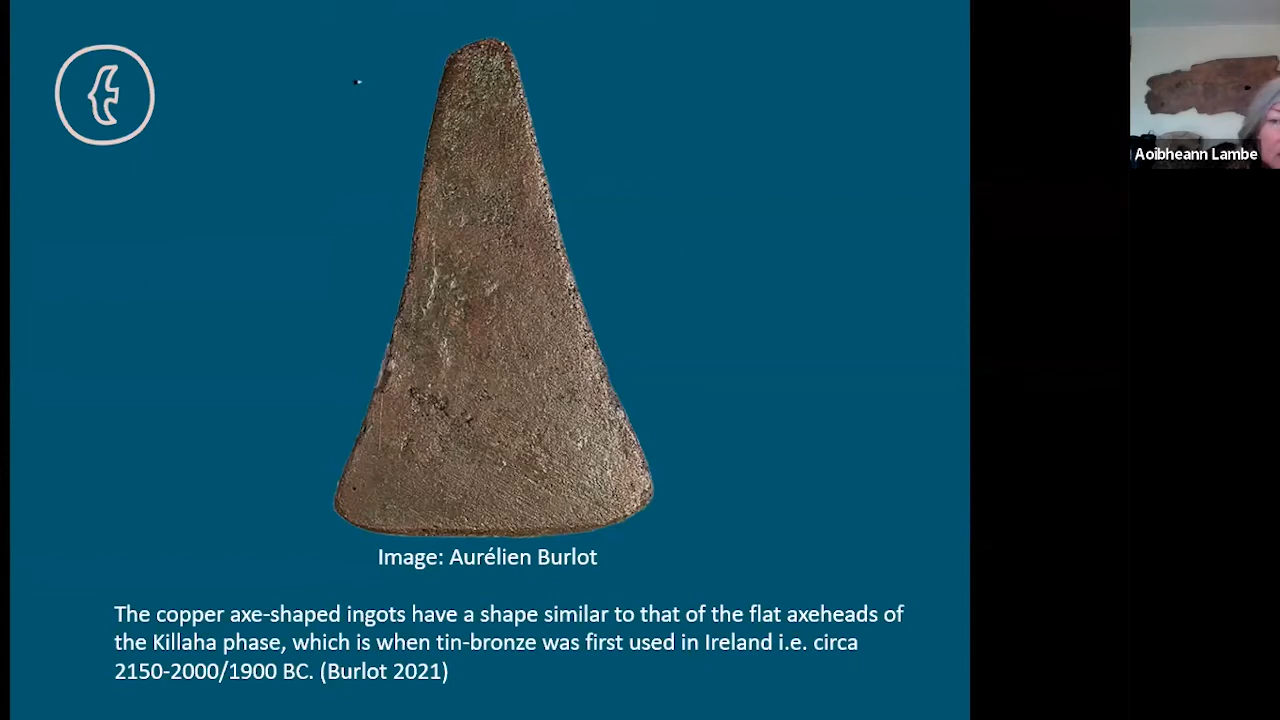 Aoibheann Lambe
Image: Aurélien Burlot
The copper axe-shaped ingots have a shape similar to that of the flat axeheads of
the Killaha phase, which is when tin-bronze was first used in Ireland i.e. circa
2150-2000/1900 BC. (Burlot 2021)